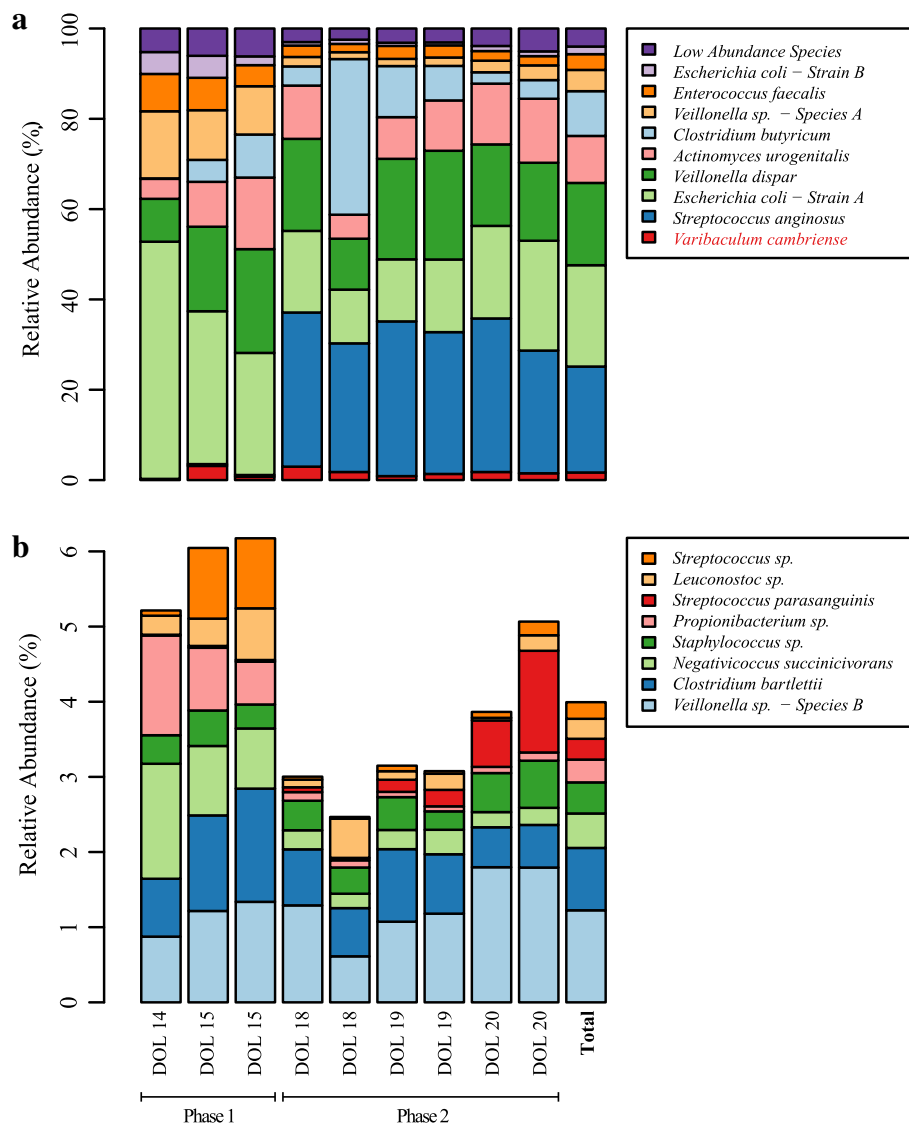 a
Relative Abundance (%)
100
80
60
40
20
0
Low Abundance Species
Escherichia coli − Strain B
Enterococcus faecalis
Veillonella sp. − Species A
Clostridium butyricum
Actinomyces urogenitalis
Veillonella dispar
Escherichia coli − Strain A
Streptococcus anginosus
Varibaculum cambriense
b
Relative Abundance (%)
6
5
4
3
2
1
0
Streptococcus sp.
Leuconostoc sp.
Streptococcus parasanguinis
Propionibacterium sp.
Staphylococcus sp.
Negativicoccus succinicivorans
Clostridium bartlettii
Veillonella sp. − Species B
DOL 14
DOL 15
DOL 15
DOL 18
DOL 18
DOL 19
DOL 19
DOL 20
DOL 20
Total
Phase 1
Phase 2